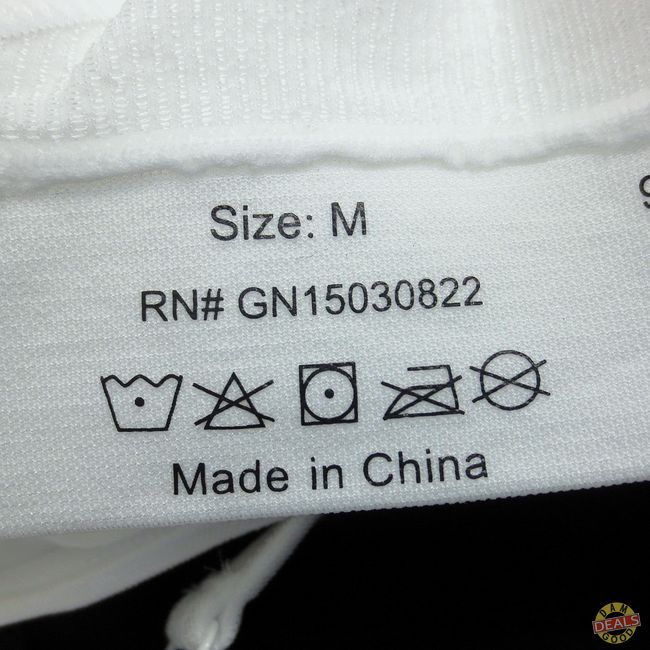 Size: M
RN# GN15030822
Made in China
DAM
DEALS
GOOD